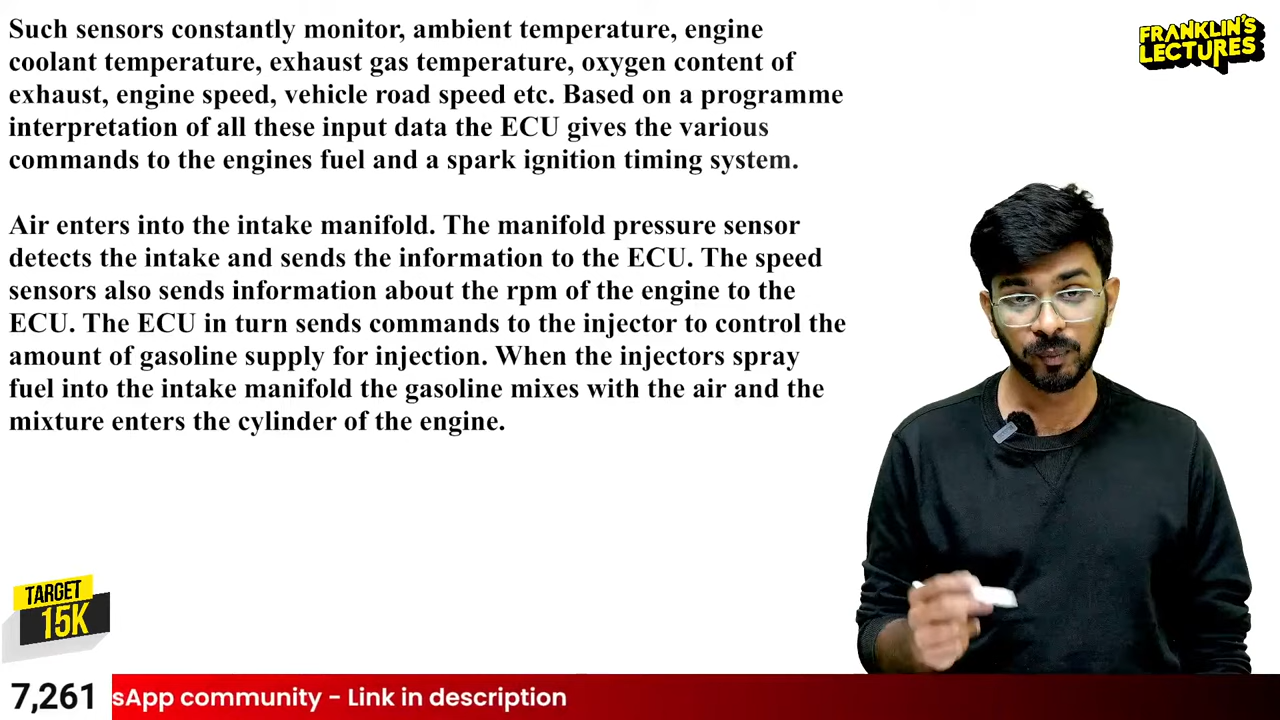 Such sensors constantly monitor, ambient temperature, engine
coolant temperature, exhaust gas temperature, oxygen content of
exhaust, engine speed, vehicle road speed etc. Based on a programme
interpretation of all these input data the ECU gives the various
commands to the engines fuel and a spark ignition timing system.
Air enters into the intake manifold. The manifold pressure sensor
detects the intake and sends the information to the ECU. The speed
sensors also sends information about the rpm of the engine to the
ECU. The ECU in turn sends commands to the injector to control the
amount of gasoline supply for injection. When the injectors spray
fuel into the intake manifold the gasoline mixes with the air and the
mixture enters the cylinder of the engine.
FRANKLIN'S
LECTURES
TARGET
15K
7,261
sApp community - Link in description